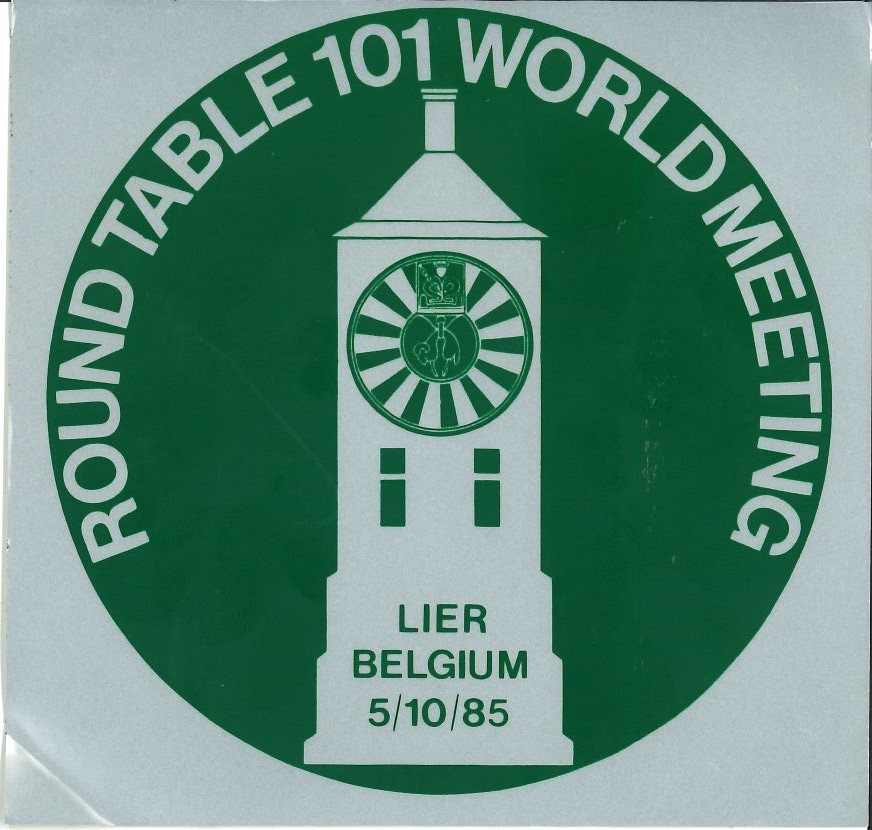 ROUND TABLE 101 WORLD MEETING
LIER
BELGIUM
5/10/85